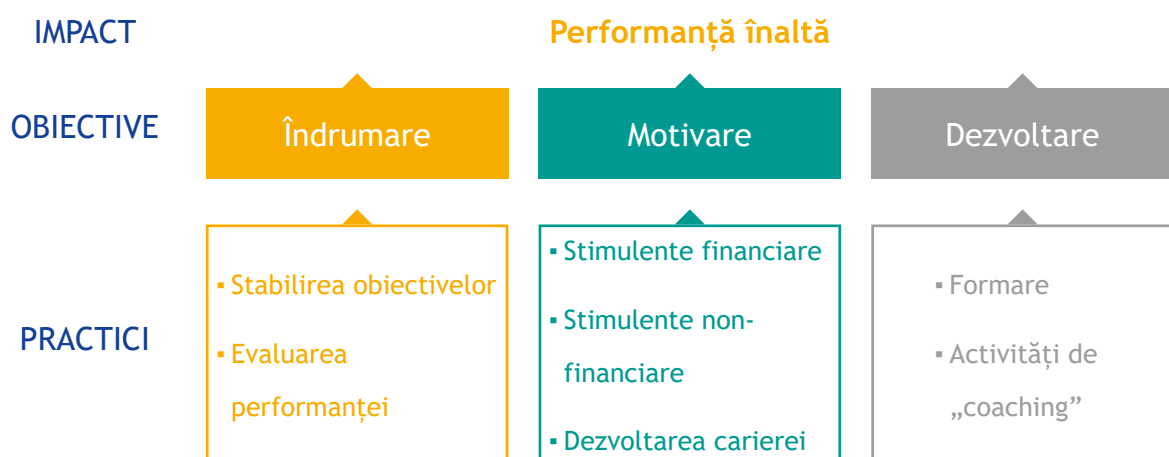 IMPACT
Performanță înaltă
OBIECTIVE
Îndrumare
Motivare
Dezvoltare
PRACTICI
▪ Stabilirea obiectivelor
▪ Evaluarea
performanței
▪ Stimulente financiare
▪ Stimulente non-
financiare
▪ Dezvoltarea carierei
▪ Formare
▪ Activități de
„coaching”